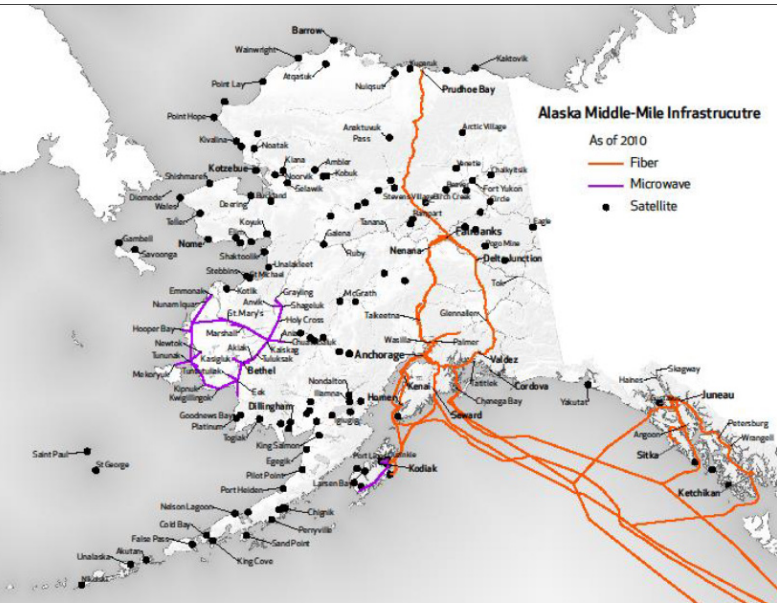 Barrow
Wainwright
Atqasuk
Kuparuk
Kaktovik
Nuiqsut
Prudhoe Bay
Point Lay
Alaska Middle-Mile Infrastrucutre
As of 2010
Fiber
Microwave
Satellite
Point Hope
Anaktuvuk
Pass
Arctic Village
Kivalina
Noatak
Kiana
Ambler
Venetie
Chalkyitsik
Kotzebue
Noorvik
Kobuk
Shishmaref
Selawik
Fort Yukon
Diomede
Buckland
Stevens Village
Birch Creek
Circle
Wales
Deering
Teller
Koyuk
Tanana
Rampart
Eagle
Gambell
Nome
Elim
Galena
Fairbanks
Savoonga
Shaktoolik
Ruby
Nenana
Pogo Mine
Delta Junction
Unalakleet
Stebbins
St Michael
Tok
Emmonak
Kotlik
Grayling
McGrath
Nunam Iqua
Anvik
Shageluk
St. Mary's
Holy Cross
Talkeetna
Glennallen
Hooper Bay
Marshall
Newtok
Kalskag
Wasilla
Palmer
Akiak
Chuathbaluk
Tununak
Kasigluk
Tuluksak
Anchorage
Valdez
Mekoryuk
Tuntutuliak
Bethel
Tatitlek
Cordova
Skagway
Haines
Kipnuk
Eek
Nondalton
Kenai
Chenega Bay
Yakutat
Juneau
Kwigillingok
Iliamna
Homer
Dillingham
Seward
Goodnews Bay
Platinum
Petersburg
Angoon
Wrangell
Togiak
King Salmon
Sitka
Saint Paul
Egegik
St George
Pilot Point
Kodiak
Larsen Bay
Ketchikan
Port Heiden
Nelson Lagoon
Chignik
Cold Bay
Perryville
False Pass
Sand Point
Akutan
Unalaska
King Cove
Nikolski